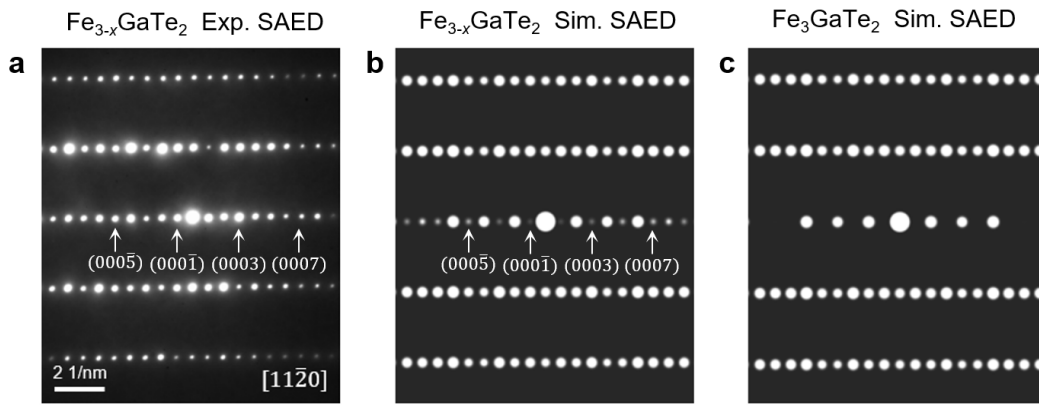 Fe₃₋ₓGaTe₂ Exp. SAED
Fe₃₋ₓGaTe₂ Sim. SAED
Fe₃GaTe₂ Sim. SAED
a
b
c
(0005̅) (0001̅) (0003) (0007)
(0005̅) (0001̅) (0003) (0007)
2 1/nm
[112̅0]